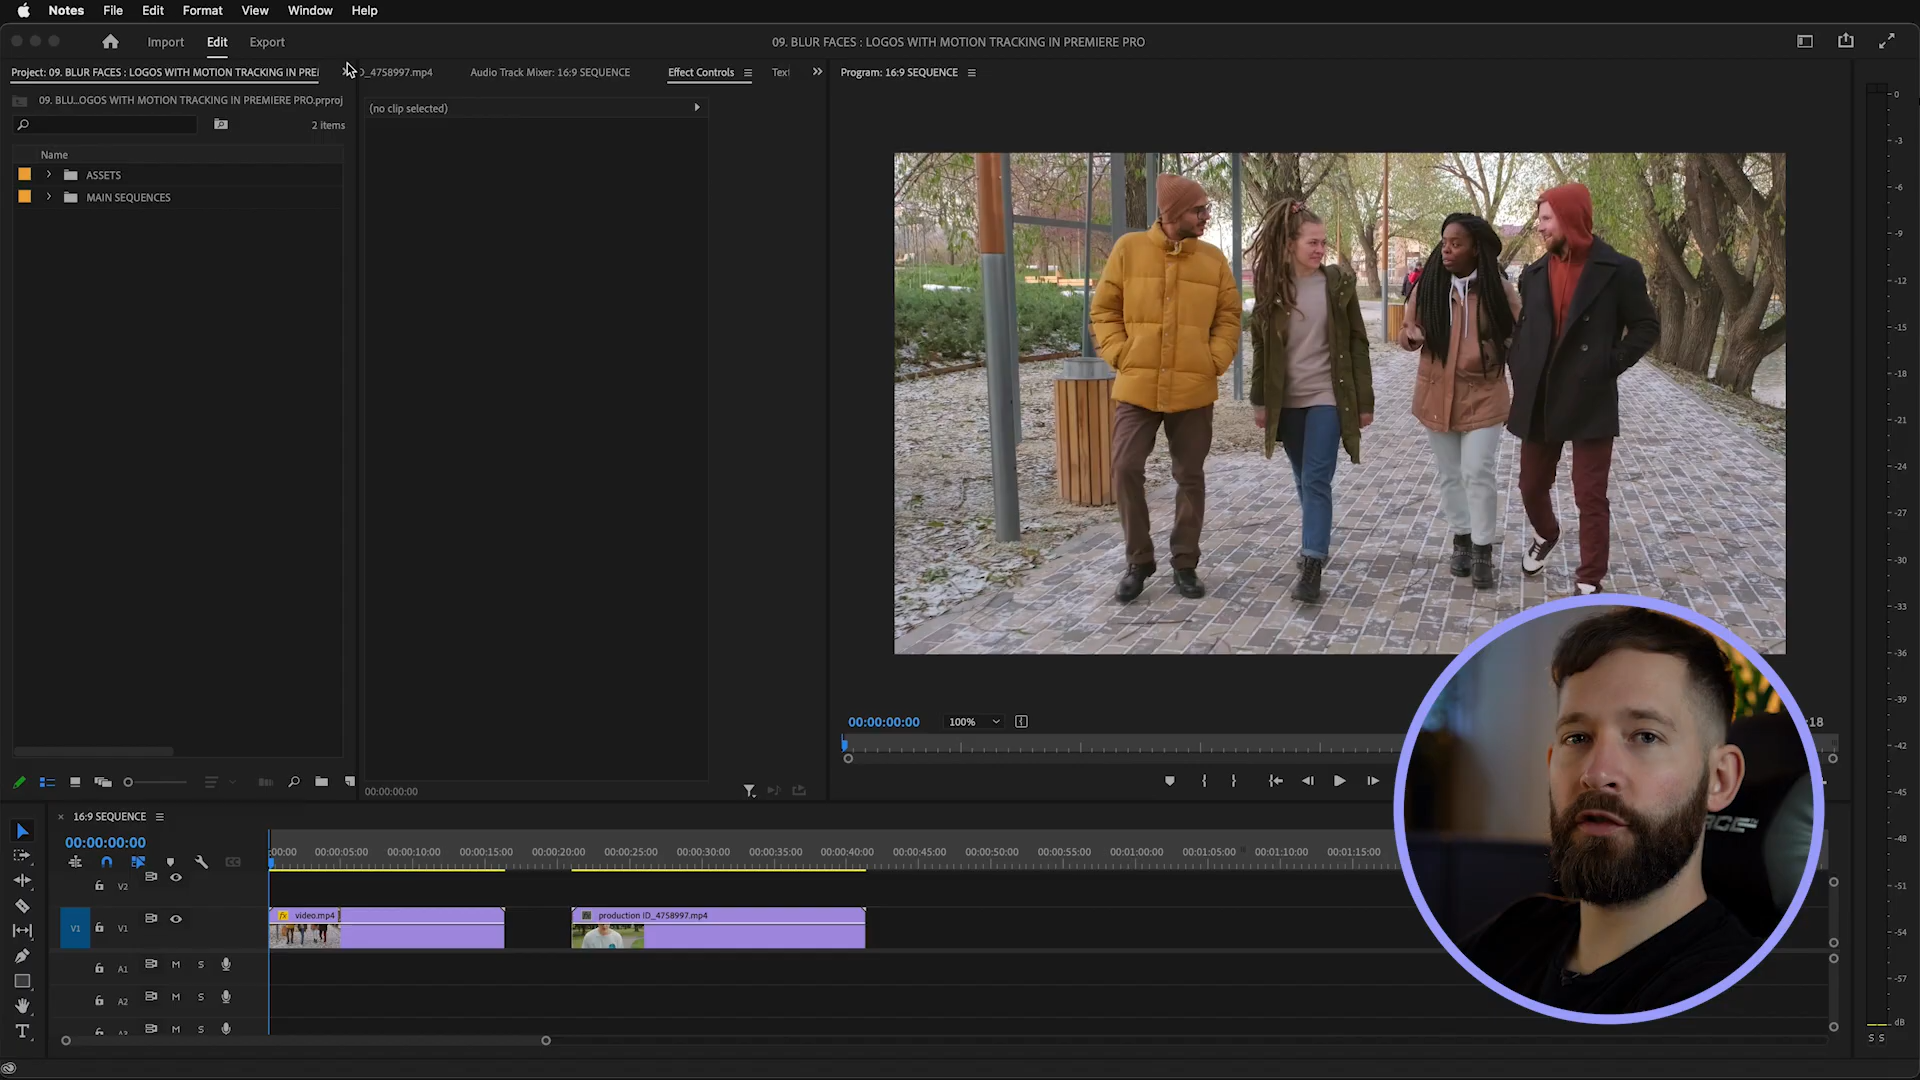 Notes File Edit Format View Window Help
Import Edit Export
09. BLUR FACES : LOGOS WITH MOTION TRACKING IN PREMIERE PRO
Project: 09. BLUR FACES : LOGOS WITH MOTION TRACKING IN PREI
_4758997.mp4
Audio Track Mixer: 16:9 SEQUENCE
Effect Controls
Program: 16:9 SEQUENCE
09. BLU...OGOS WITH MOTION TRACKING IN PREMIERE PRO.prproj
(no clip selected)
2 items
Name
ASSETS
MAIN SEQUENCES
0
-3
-6
-9
-12
-15
-18
-21
-24
-27
-30
-33
-36
-39
-42
-45
-48
-51
-54
-57
dB
S S
00:00:00:00
100%
:18
00:00:00:00
16:9 SEQUENCE
00:00:00:00
:00:00 00:00:05:00 00:00:10:00 00:00:15:00 00:00:20:00 00:00:25:00 00:00:30:00 00:00:35:00 00:00:40:00 00:00:45:00 00:00:50:00 00:00:55:00 00:01:00:00 00:01:05:00 00:01:10:00 00:01:15:00
V2
V1 V1
fx video.mp4
production ID_4758997.mp4
A1 M S
A2 M S
M S